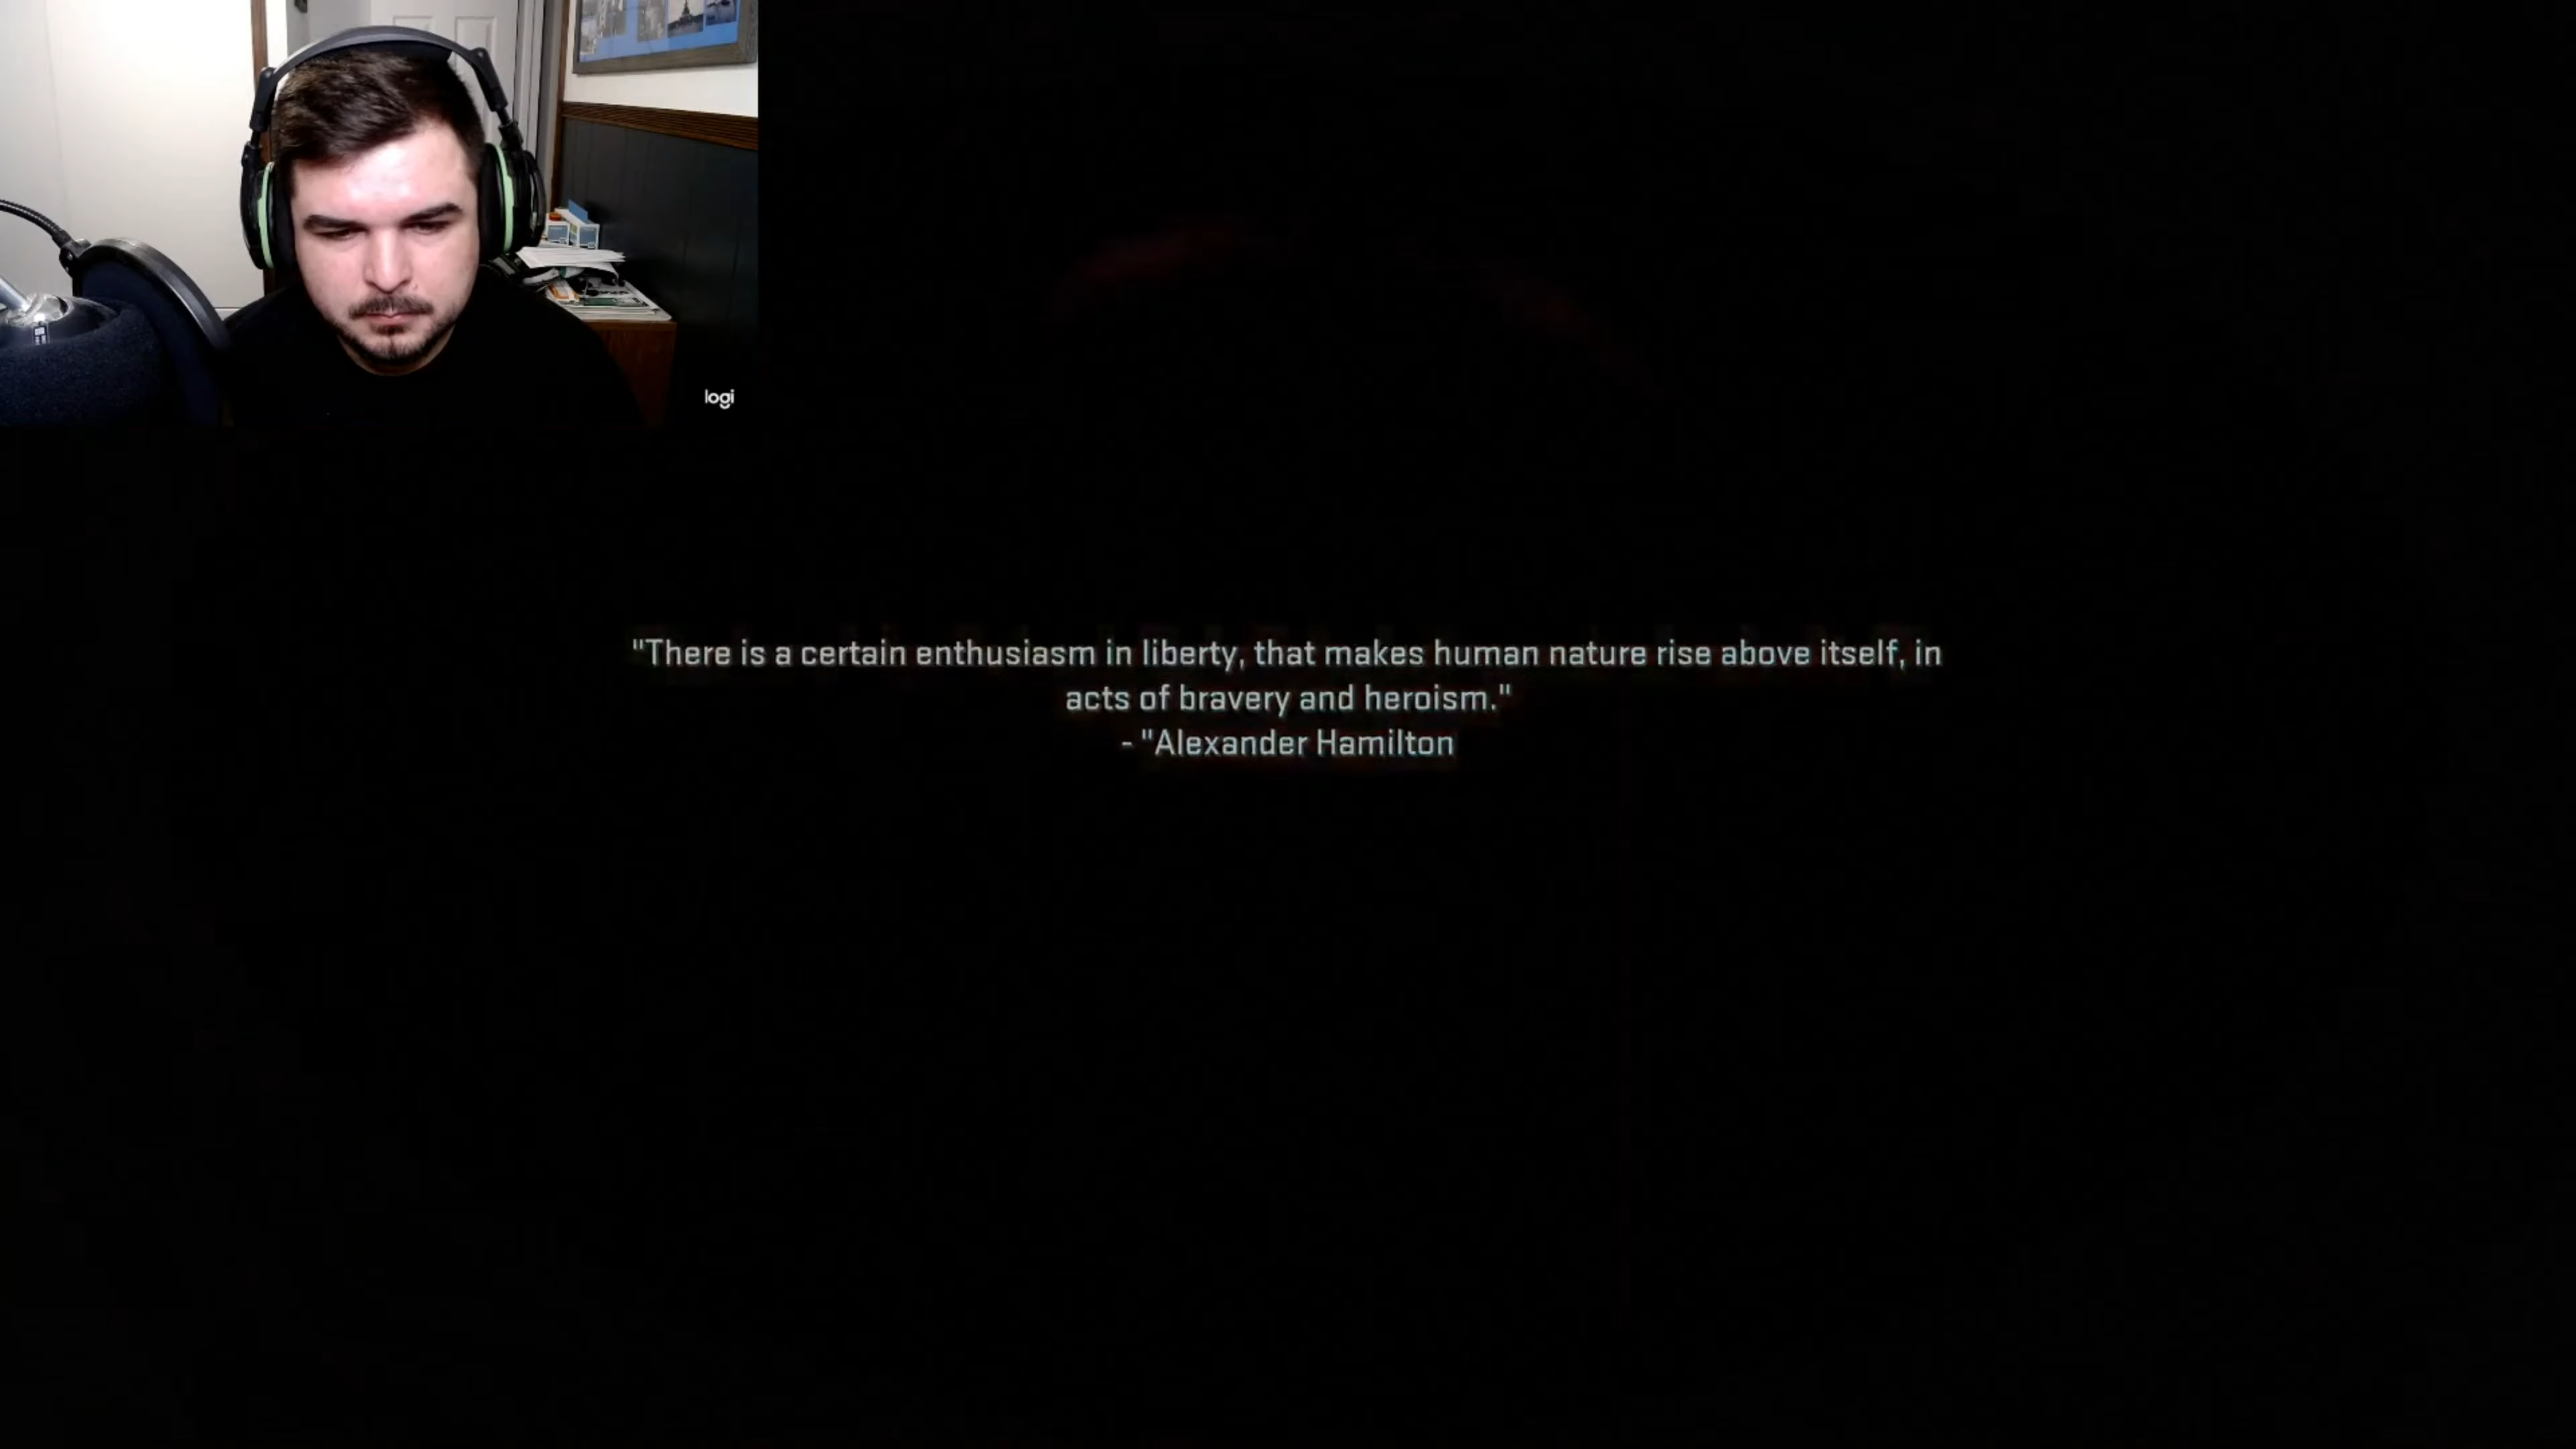 logi
"There is a certain enthusiasm in liberty, that makes human nature rise above itself, in
acts of bravery and heroism."
- "Alexander Hamilton